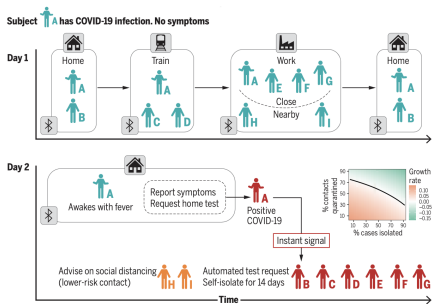 Subject A has COVID-19 infection. No symptoms
Day 1
Home
Train
Work
Home
A
A
A
E
F
G
A
B
C
D
Close
Nearby
H
I
B
Day 2
A
Awakes with fever
Report symptoms
Request home test
A
Positive
COVID-19
Instant signal
% contacts
quarantined
90
70
50
30
10
10 30 50 70 90
% cases isolated
Growth
rate
0.10
0.05
0.00
−0.05
−0.10
−0.15
Advise on social distancing
(lower-risk contact)
H
I
Automated test request
Self-isolate for 14 days
B
C
D
E
F
G
Time